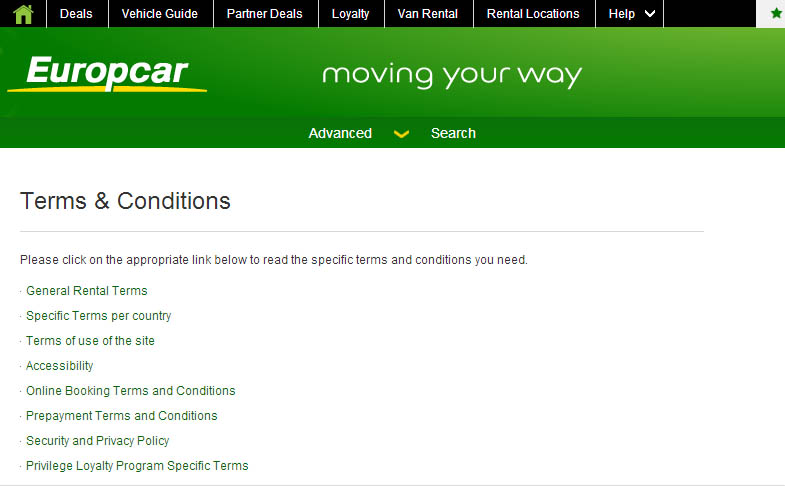 Deals Vehicle Guide Partner Deals Loyalty Van Rental Rental Locations Help
Europcar moving your way
Advanced Search
Terms & Conditions
Please click on the appropriate link below to read the specific terms and conditions you need.
· General Rental Terms
· Specific Terms per country
· Terms of use of the site
· Accessibility
· Online Booking Terms and Conditions
· Prepayment Terms and Conditions
· Security and Privacy Policy
· Privilege Loyalty Program Specific Terms